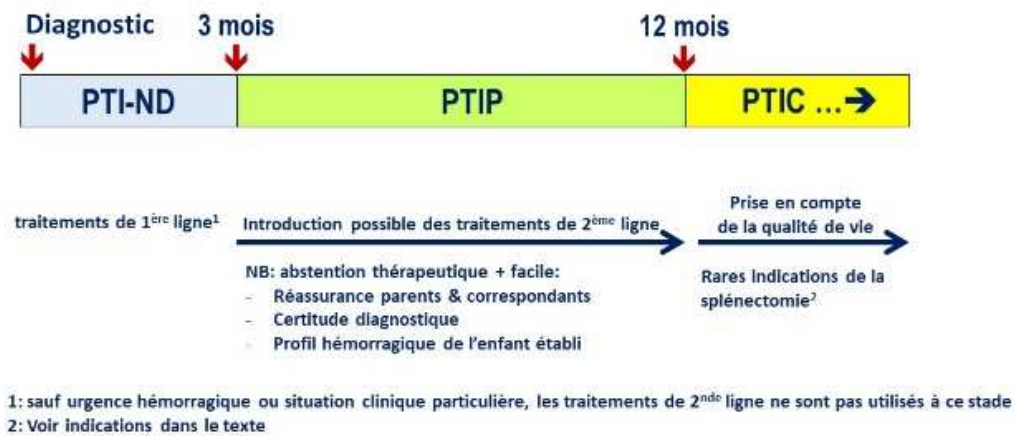 Diagnostic 3 mois 12 mois
PTI-ND PTIP PTIC ...→
traitements de 1ère ligne1
Introduction possible des traitements de 2ème ligne
NB: abstention thérapeutique + facile:
- Réassurance parents & correspondants
- Certitude diagnostique
- Profil hémorragique de l'enfant établi
Prise en compte
de la qualité de vie
Rares indications de la
splénectomie2
1: sauf urgence hémorragique ou situation clinique particulière, les traitements de 2nde ligne ne sont pas utilisés à ce stade
2: Voir indications dans le texte